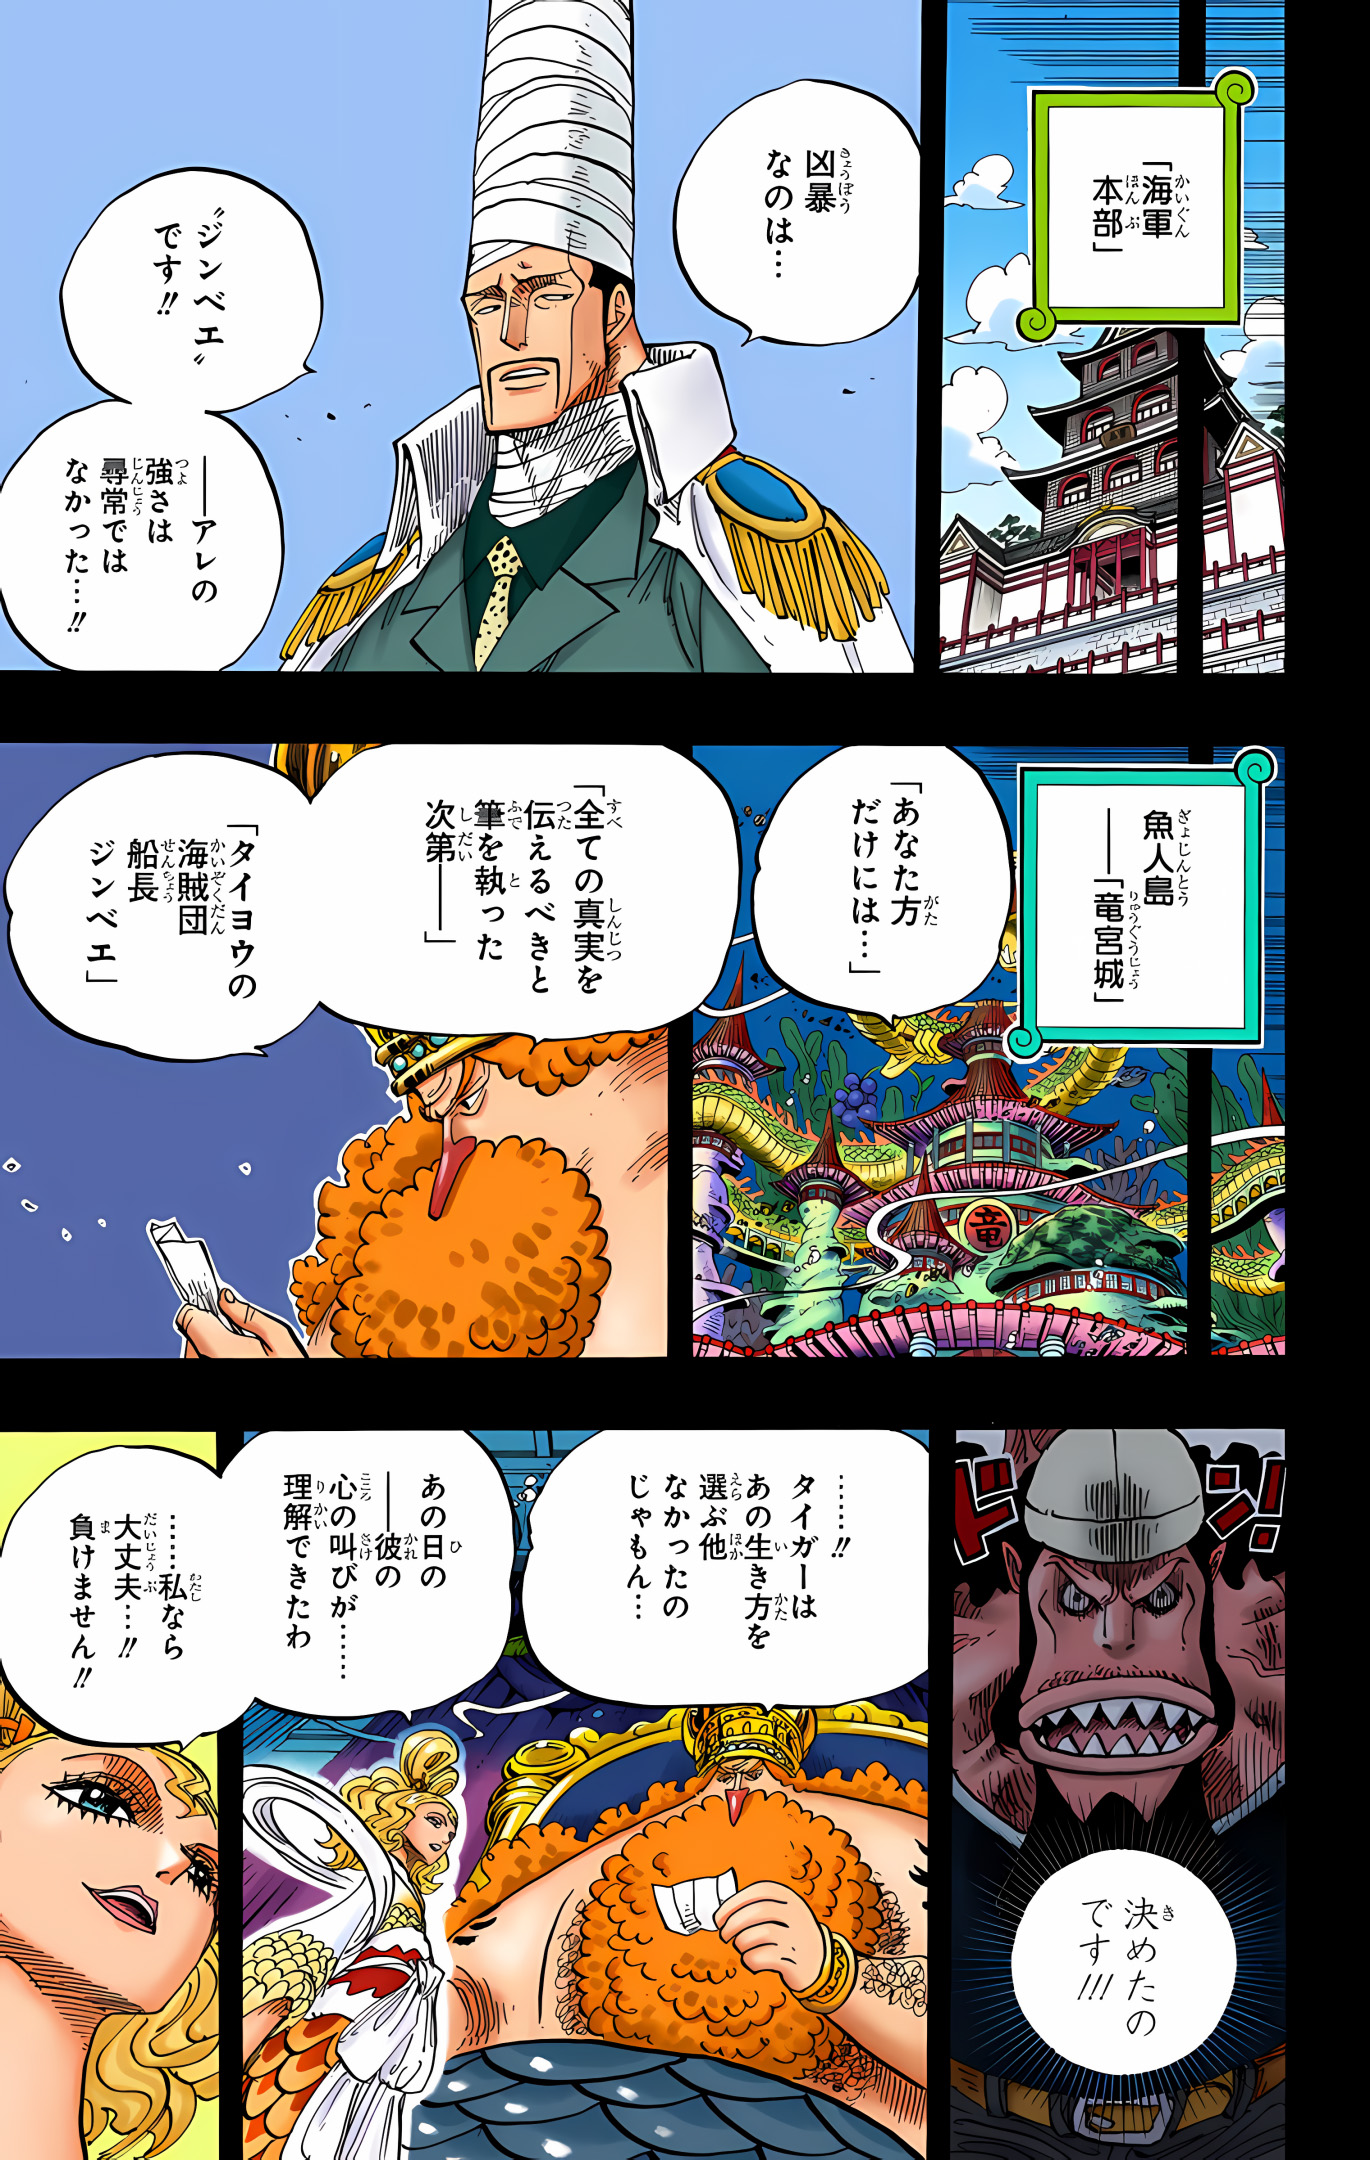 「海軍
本部」
凶暴
なのは…
〝ジンベエ〟
です!!
――アレの
強さは
尋常では
なかった…!!
魚人島
――「竜宮城」
「あなた方
だけには…」
竜
「全ての真実を
伝えるべきと
筆を執った
次第――」
「タイヨウの
海賊団
船長
ジンベエ」
ドン!
決めたの
です!!!
……!!
タイガーは
あの生き方を
選ぶ他
なかったの
じゃもん…
あの日の
――彼の
心の叫びが……
理解できたわ
……私なら
大丈夫…!!
負けません!!